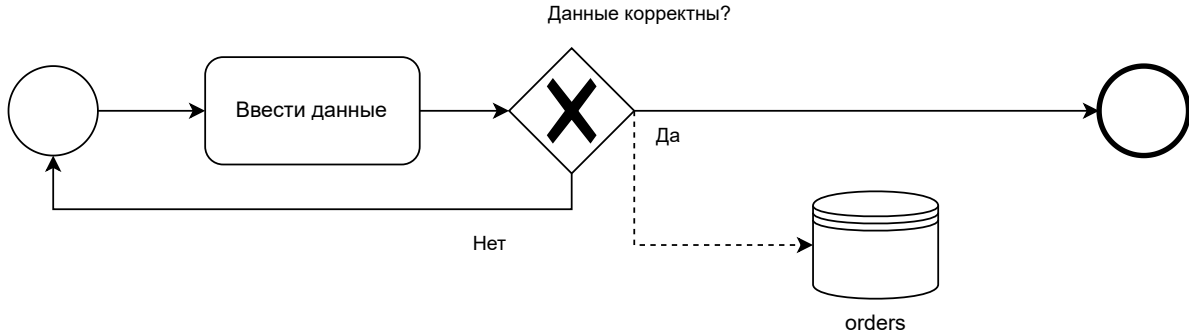 Данные корректны?
Ввести данные
Да
Нет
orders